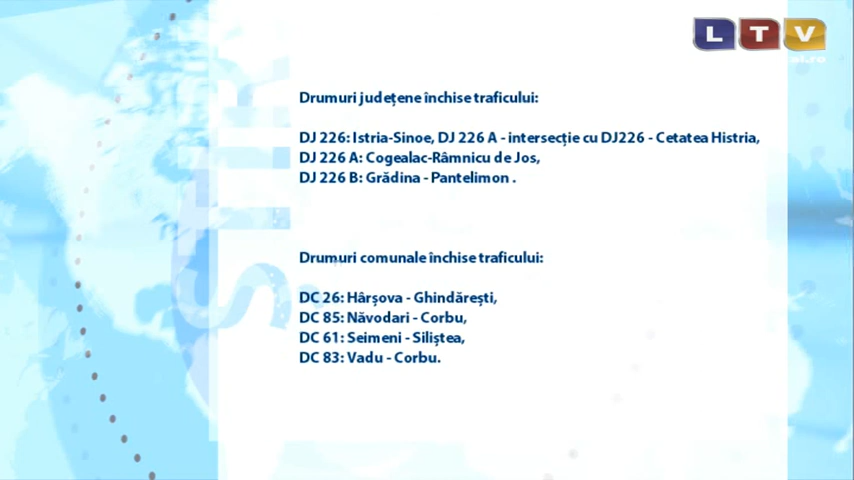 LTV
Drumuri județene închise traficului:
DJ 226: Istria-Sinoe, DJ 226 A - intersecție cu DJ226 - Cetatea Histria,
DJ 226 A: Cogealac-Râmnicu de Jos,
DJ 226 B: Grădina - Pantelimon .
Drumuri comunale închise traficului:
DC 26: Hârșova - Ghindărești,
DC 85: Năvodari - Corbu,
DC 61: Seimeni - Siliștea,
DC 83: Vadu - Corbu.